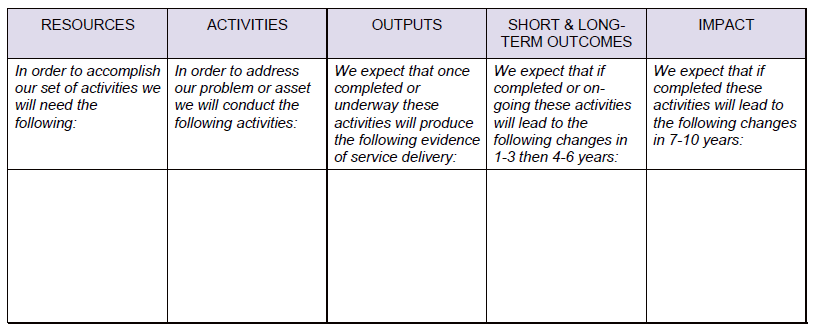 RESOURCES
ACTIVITIES
OUTPUTS
SHORT & LONG-
TERM OUTCOMES
IMPACT
In order to accomplish
our set of activities we
will need the
following:
In order to address
our problem or asset
we will conduct the
following activities:
We expect that once
completed or
underway these
activities will produce
the following evidence
of service delivery:
We expect that if
completed or on-
going these activities
will lead to the
following changes in
1-3 then 4-6 years:
We expect that if
completed these
activities will lead to
the following changes
in 7-10 years: